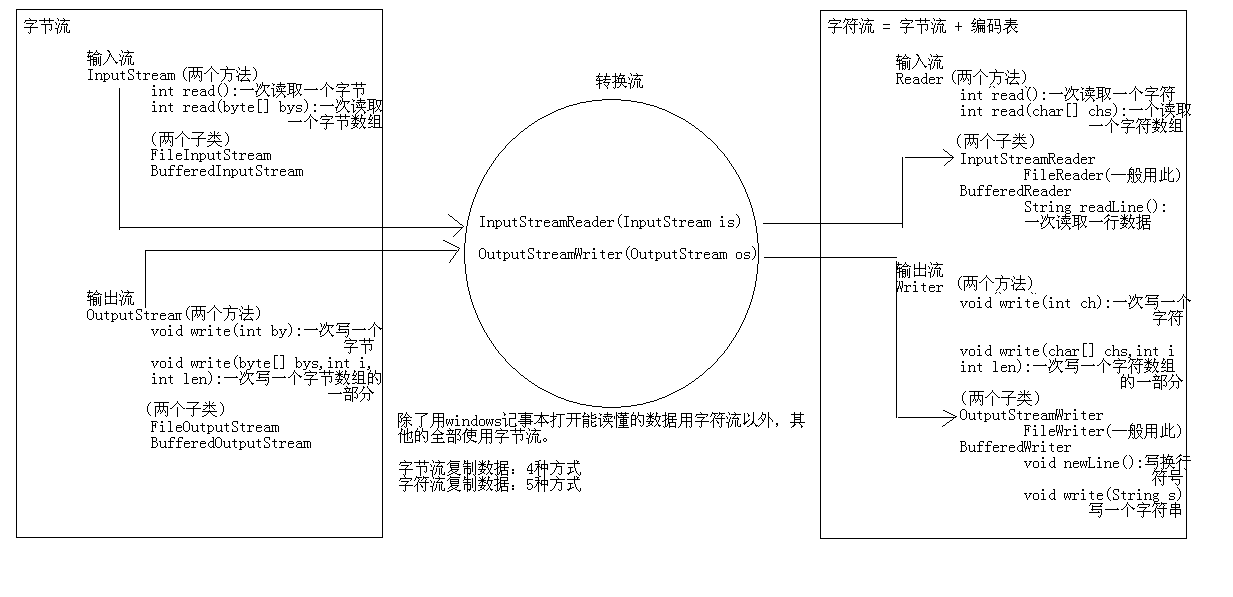 字节流
输入流
InputStream(两个方法)
int read():一次读取一个字节
int read(byte[] bys):一次读取
一个字节数组
(两个子类)
FileInputStream
BufferedInputStream
输出流
OutputStream(两个方法)
void write(int by):一次写一个
字节
void write(byte[] bys,int i,
int len):一次写一个字节数组的
一部分
(两个子类)
FileOutputStream
BufferedOutputStream
转换流
InputStreamReader(InputStream is)
OutputStreamWriter(OutputStream os)
除了用windows记事本打开能读懂的数据用字符流以外，其
他的全部使用字节流。
字节流复制数据：4种方式
字符流复制数据：5种方式
字符流 = 字节流 + 编码表
输入流
Reader(两个方法)
int read():一次读取一个字符
int read(char[] chs):一个读取
一个字符数组
(两个子类)
InputStreamReader
FileReader(一般用此)
BufferedReader
String readLine():
一次读取一行数据
输出流
Writer (两个方法)
void write(int ch):一次写一个
字符
void write(char[] chs,int i
int len):一次写一个字符数组
的一部分
(两个子类)
OutputStreamWriter
FileWriter(一般用此)
BufferedWriter
void newLine():写换行
符号
void write(String s)
写一个字符串